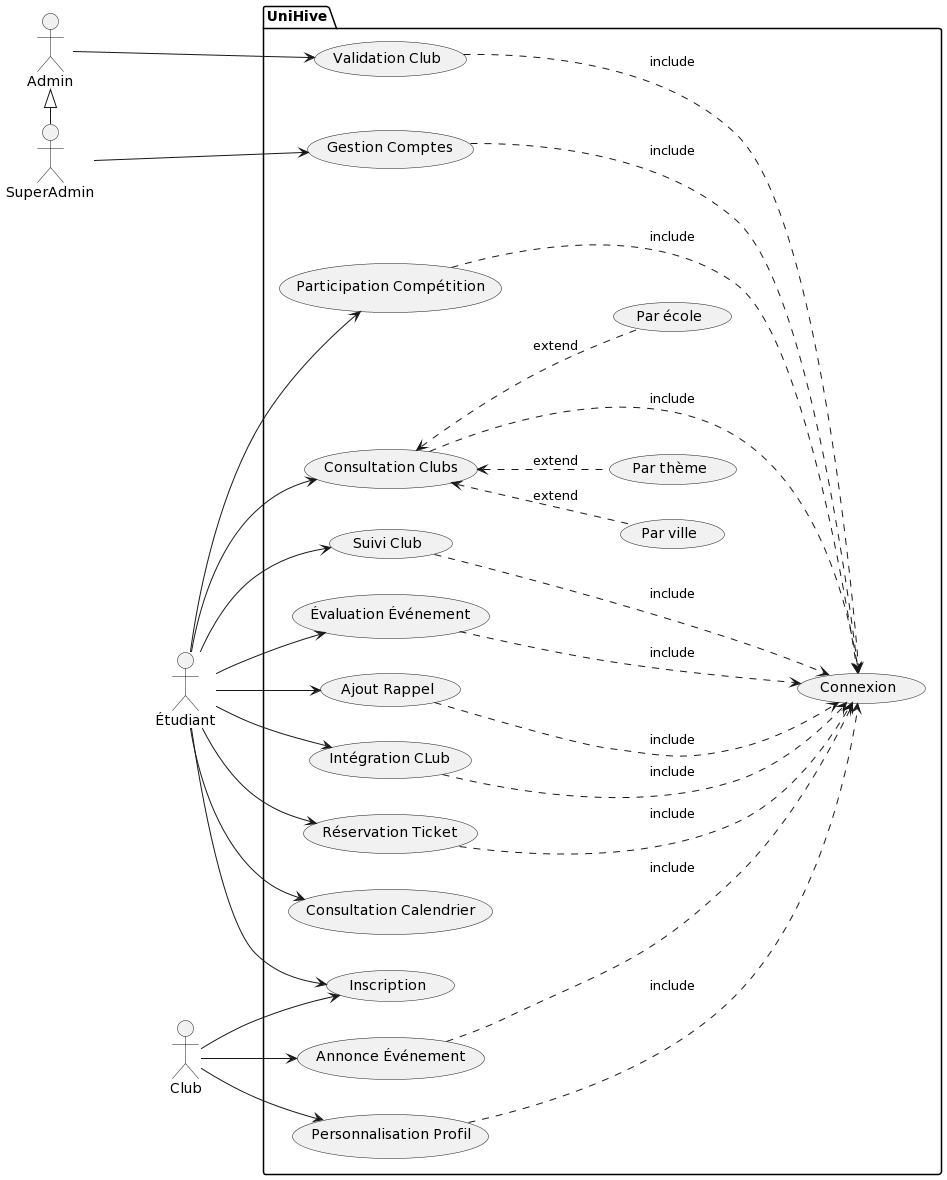 UniHive
Admin
Validation Club
include
SuperAdmin
Gestion Comptes
include
Participation Compétition
include
Par école
extend
include
Consultation Clubs
extend
Par thème
extend
Par ville
Suivi Club
include
Évaluation Événement
include
Étudiant
Ajout Rappel
Connexion
include
Intégration CLub
include
Réservation Ticket
include
include
Consultation Calendrier
Inscription
include
Club
Annonce Événement
Personnalisation Profil